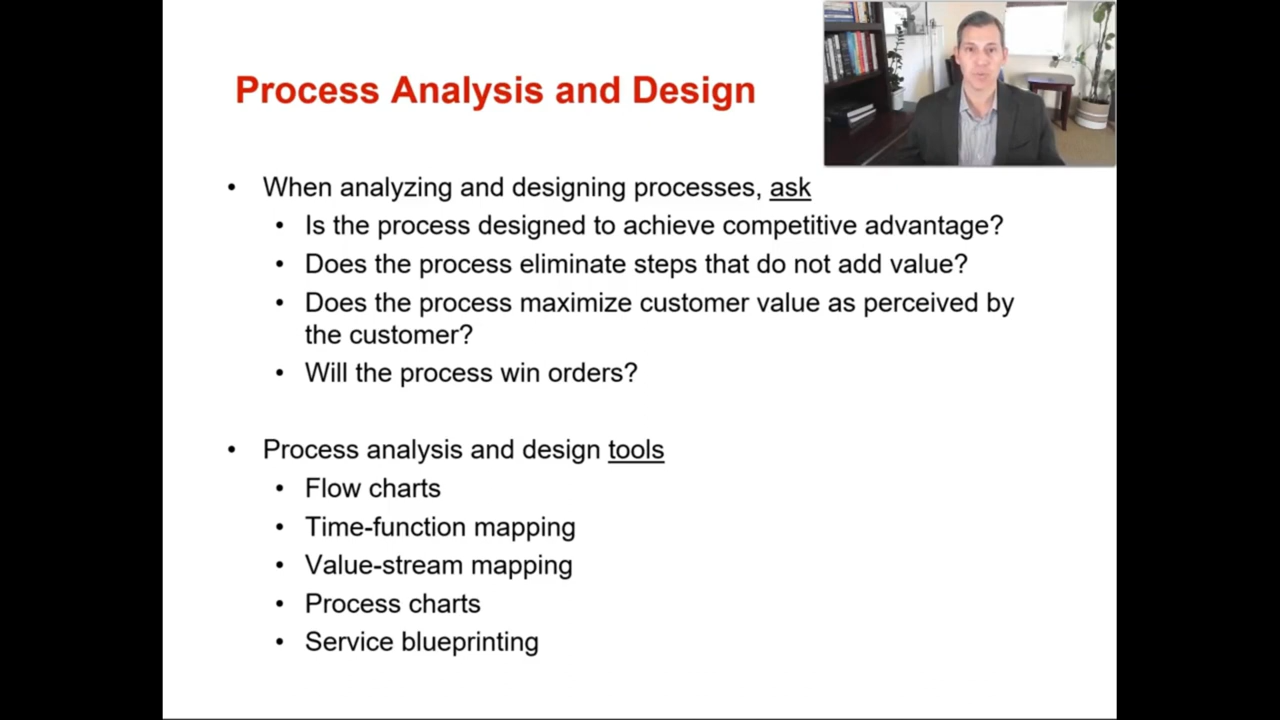 Process Analysis and Design
• When analyzing and designing processes, ask
• Is the process designed to achieve competitive advantage?
• Does the process eliminate steps that do not add value?
• Does the process maximize customer value as perceived by
the customer?
• Will the process win orders?
• Process analysis and design tools
• Flow charts
• Time-function mapping
• Value-stream mapping
• Process charts
• Service blueprinting